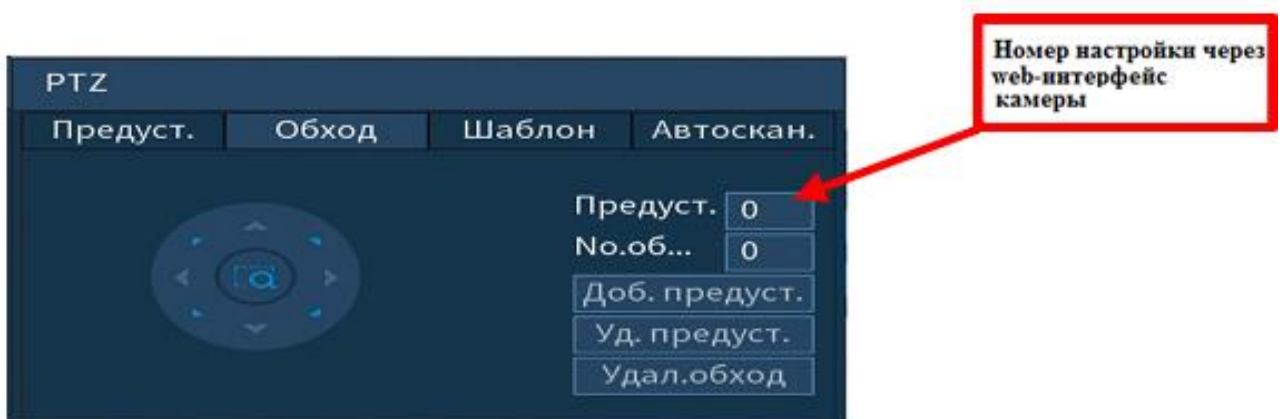 Номер настройки через
web-интерфейс
камеры
PTZ
Предуст. Обход Шаблон Автоскан.
Предуст. 0
No.об... 0
Доб. предуст.
Уд. предуст.
Удал.обход